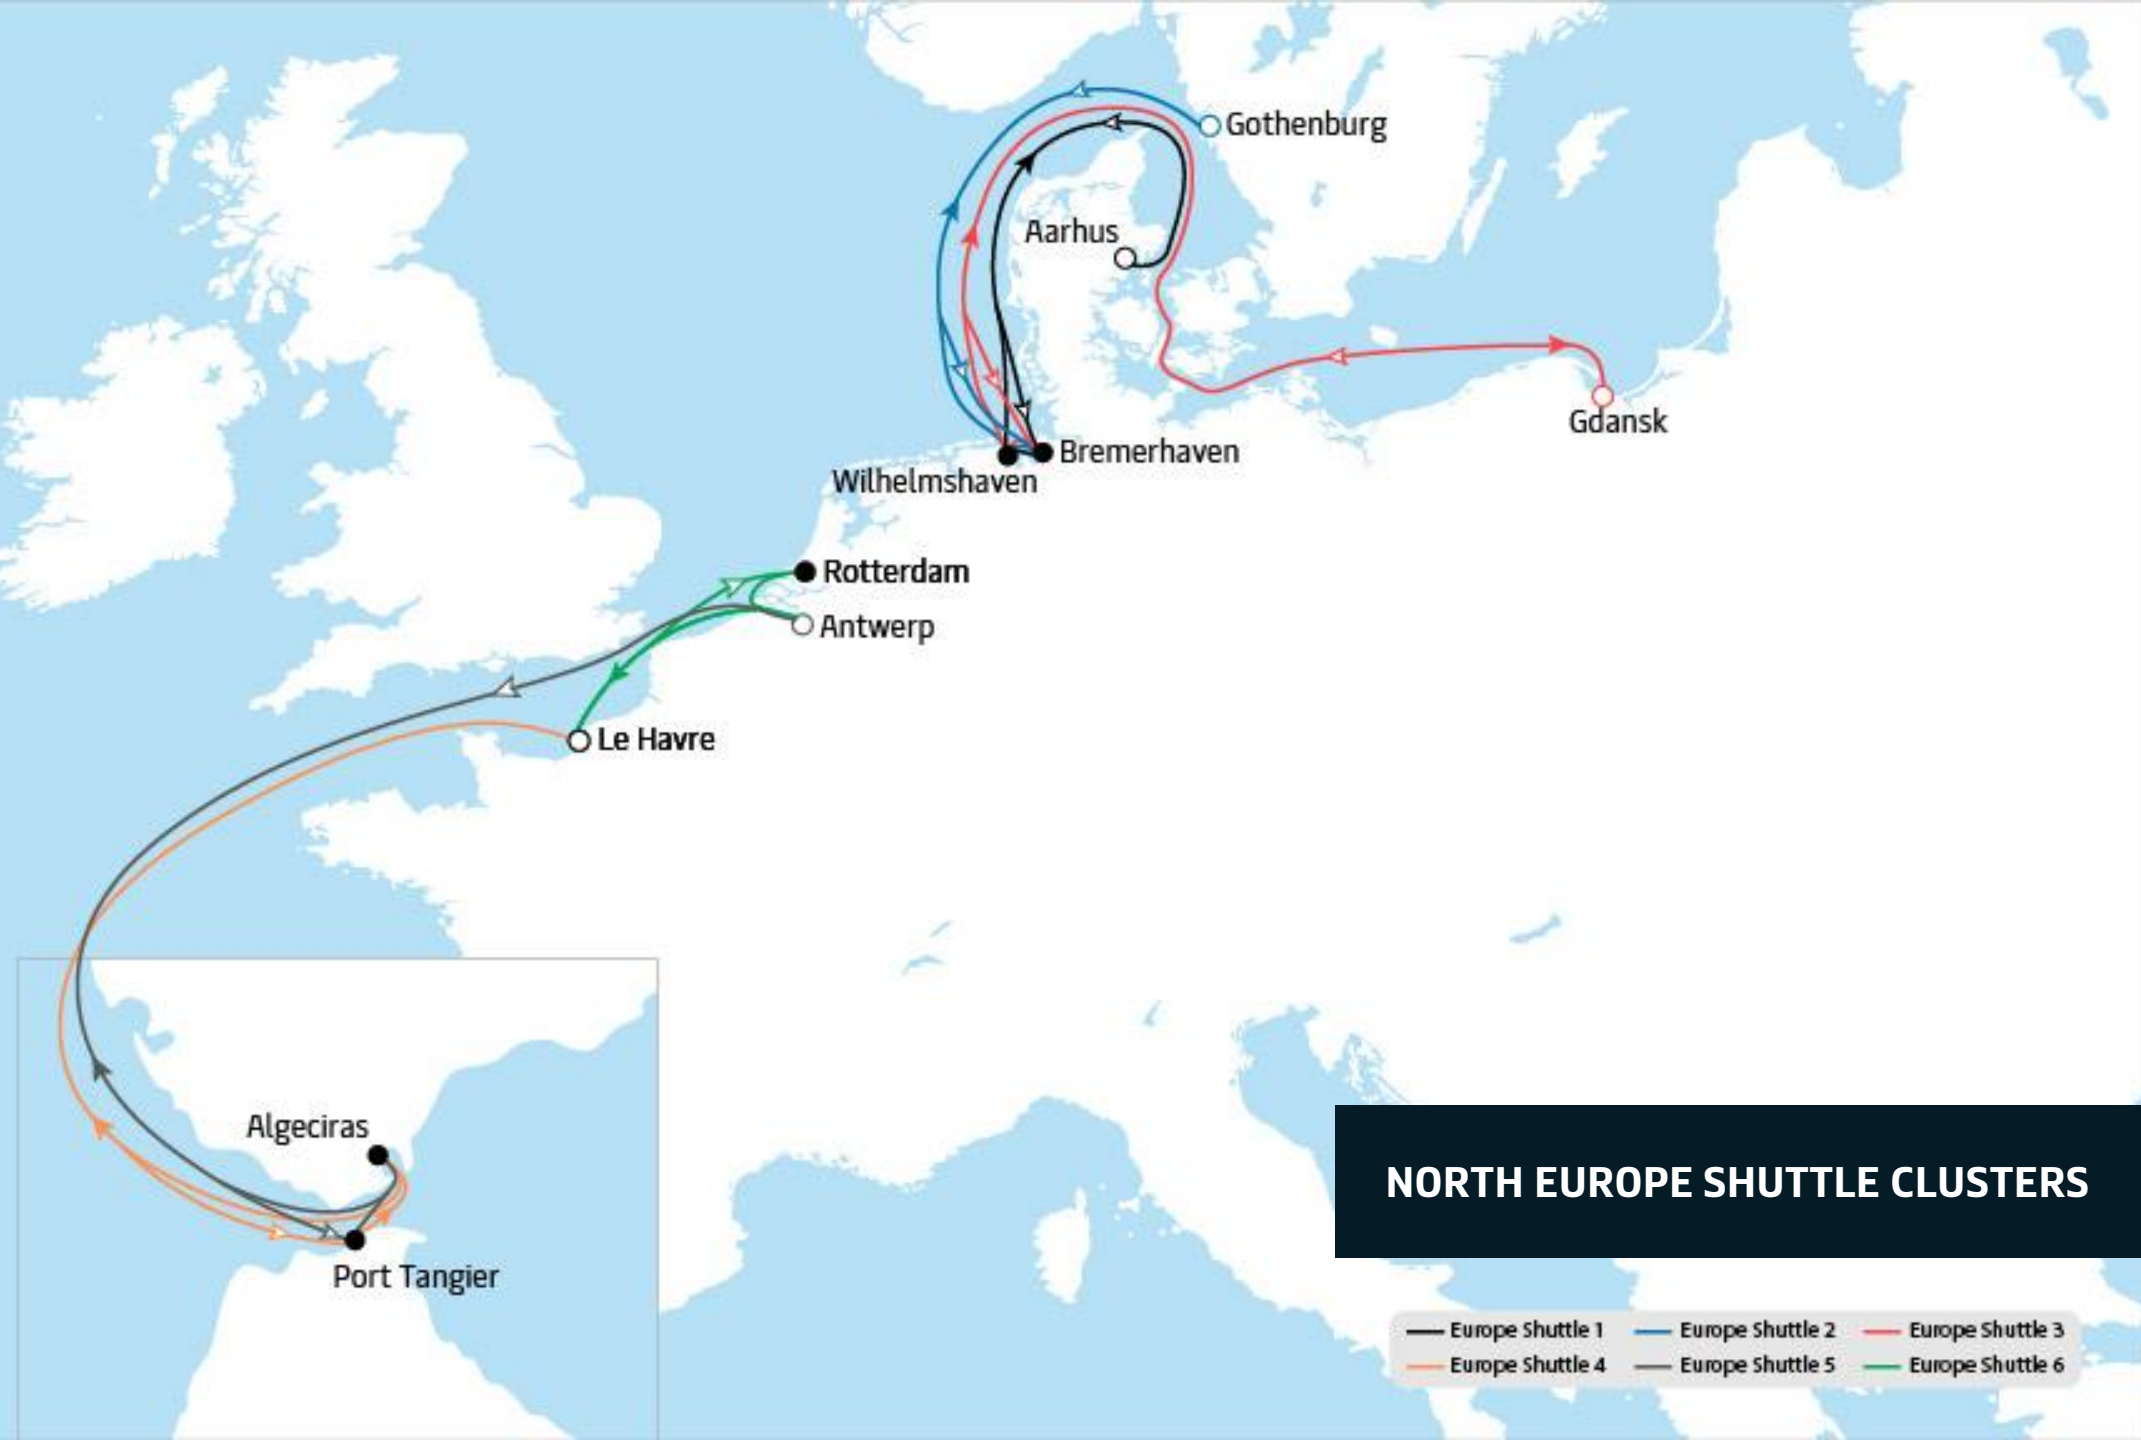 Gothenburg
Aarhus
Gdansk
Bremerhaven
Wilhelmshaven
Rotterdam
Antwerp
Le Havre
Algeciras
Port Tangier
NORTH EUROPE SHUTTLE CLUSTERS
Europe Shuttle 1 Europe Shuttle 2 Europe Shuttle 3
Europe Shuttle 4 Europe Shuttle 5 Europe Shuttle 6